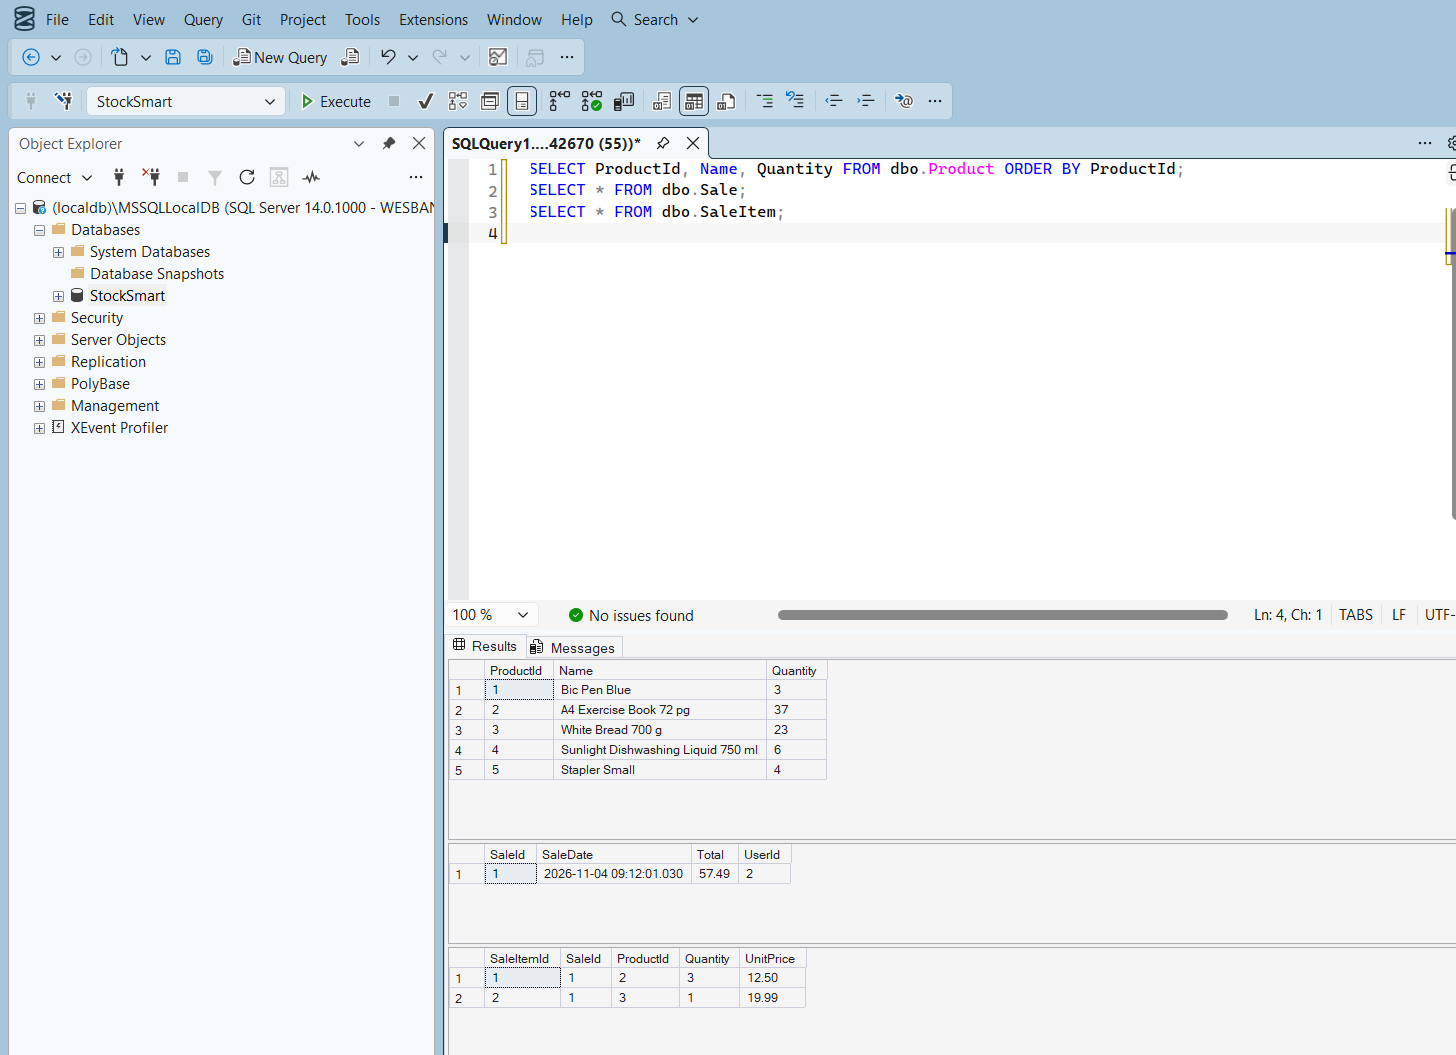 File Edit View Query Git Project Tools Extensions Window Help Search
New Query
StockSmart Execute
Object Explorer
Connect
(localdb)\MSSQLLocalDB (SQL Server 14.0.1000 - WESBAN
Databases
System Databases
Database Snapshots
StockSmart
Security
Server Objects
Replication
PolyBase
Management
XEvent Profiler
SQLQuery1....42670 (55))*
1 SELECT ProductId, Name, Quantity FROM dbo.Product ORDER BY ProductId;
2 SELECT * FROM dbo.Sale;
3 SELECT * FROM dbo.SaleItem;
4
100 % No issues found Ln: 4, Ch: 1 TABS LF UTF-
Results Messages
ProductId Name Quantity
1 1 Bic Pen Blue 3
2 2 A4 Exercise Book 72 pg 37
3 3 White Bread 700 g 23
4 4 Sunlight Dishwashing Liquid 750 ml 6
5 5 Stapler Small 4
SaleId SaleDate Total UserId
1 1 2026-11-04 09:12:01.030 57.49 2
SaleItemId SaleId ProductId Quantity UnitPrice
1 1 1 2 3 12.50
2 2 1 3 1 19.99